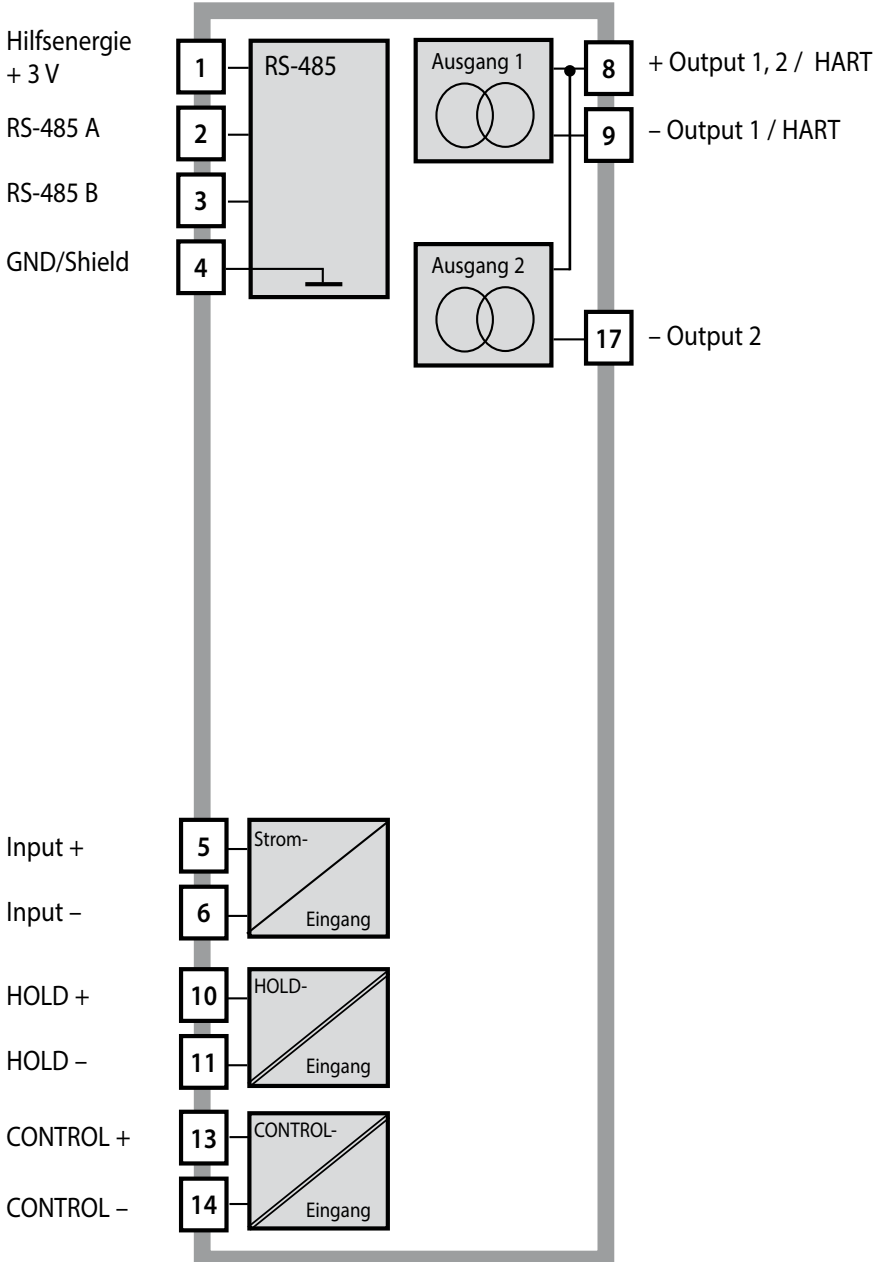 Hilfsenergie
+ 3 V
1
RS-485
RS-485 A
2
RS-485 B
3
GND/Shield
4
Ausgang 1
8
+ Output 1, 2 / HART
9
– Output 1 / HART
Ausgang 2
17
– Output 2
Input +
5
Strom-
Input –
6
Eingang
HOLD +
10
HOLD-
HOLD –
11
Eingang
CONTROL +
13
CONTROL-
CONTROL –
14
Eingang